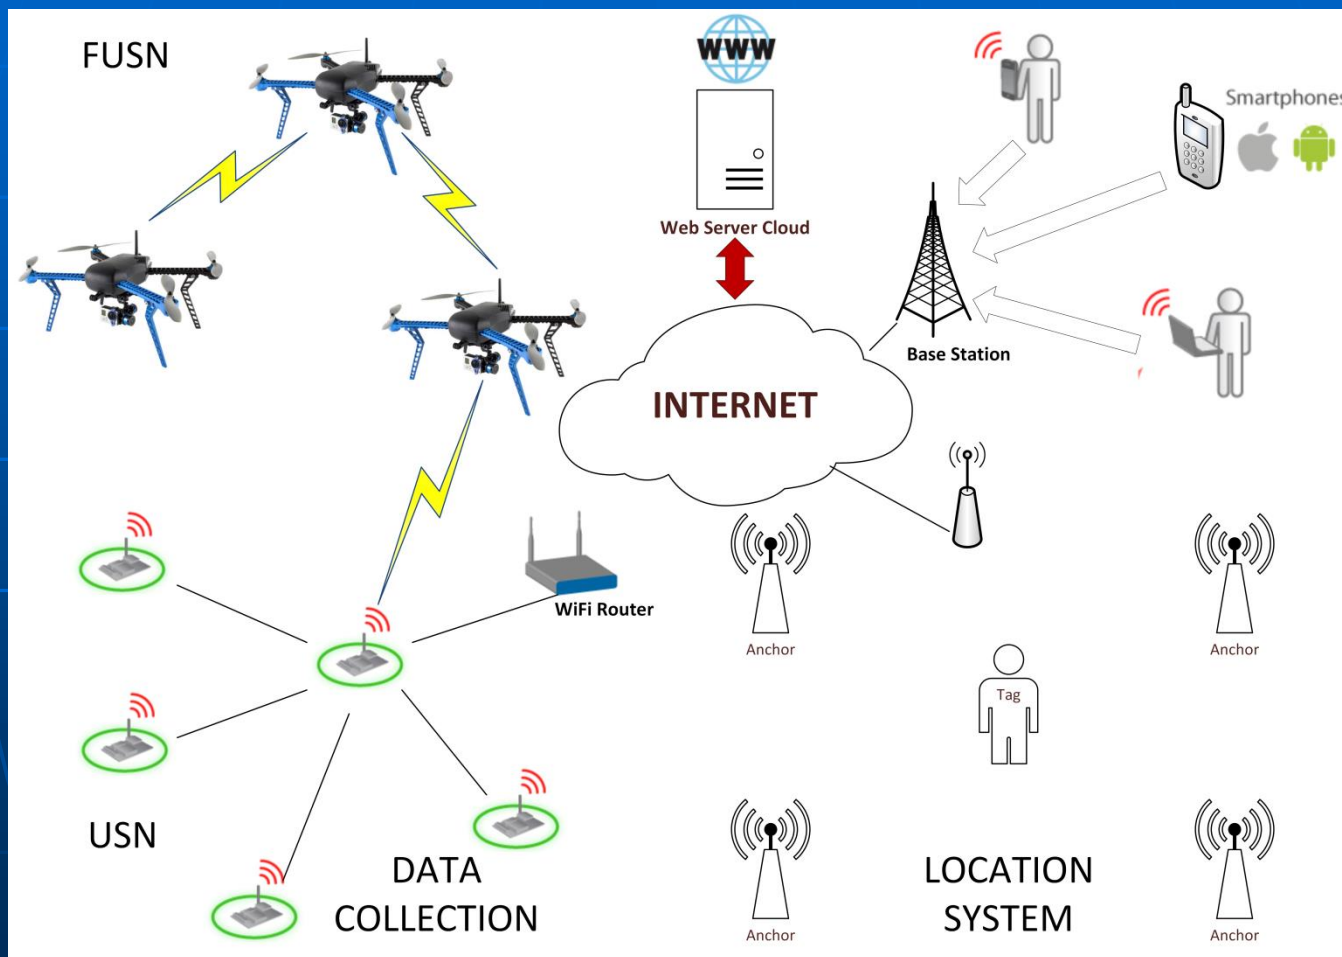 FUSN
WWW
Smartphones
Web Server Cloud
Base Station
INTERNET
WiFi Router
Anchor
Anchor
Tag
USN
DATA
COLLECTION
LOCATION
SYSTEM
Anchor
Anchor